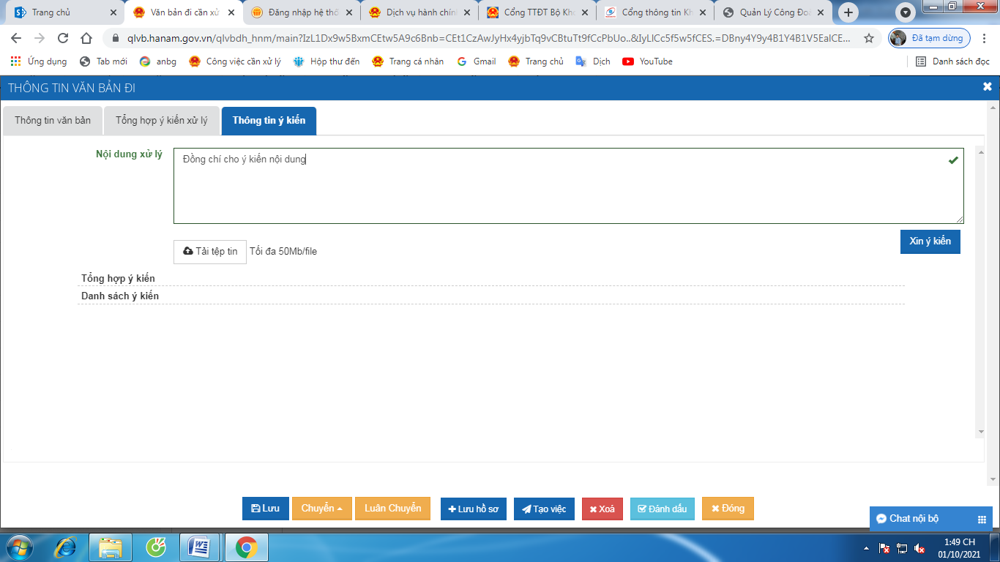 Trang chủ
Văn bản đi cần xử
Đăng nhập hệ thố
Dịch vụ hành chín
Cổng TTĐT Bộ Kho
Cổng thông tin Kh
Quản Lý Công Đoà
qlvb.hanam.gov.vn/qlvbdh_hnm/main?IzL1Dx9w5BxmCEtw5A9c6Bnb=CEt1CzAwJyHx4yjbTq9vCBtuTt9fCcPbUo..&IyLlCc5f5w5fCES.=DBny4Y9y4B1Y4B1V5EalCE...
Đã tạm dừng
Ứng dụng
Tab mới
anbg
Công việc cần xử lý
Hộp thư đến
Trang cá nhân
Gmail
Trang chủ
Dịch
YouTube
Danh sách đọc
THÔNG TIN VĂN BẢN ĐI
Thông tin văn bản
Tổng hợp ý kiến xử lý
Thông tin ý kiến
Nội dung xử lý
Đồng chí cho ý kiến nội dung
Xin ý kiến
Tải tệp tin
Tối đa 50Mb/file
Tổng hợp ý kiến
Danh sách ý kiến
Lưu
Chuyển
Luân Chuyển
Lưu hồ sơ
Tạo việc
Xoá
Đánh dấu
Đóng
Chat nội bộ
1:49 CH
01/10/2021